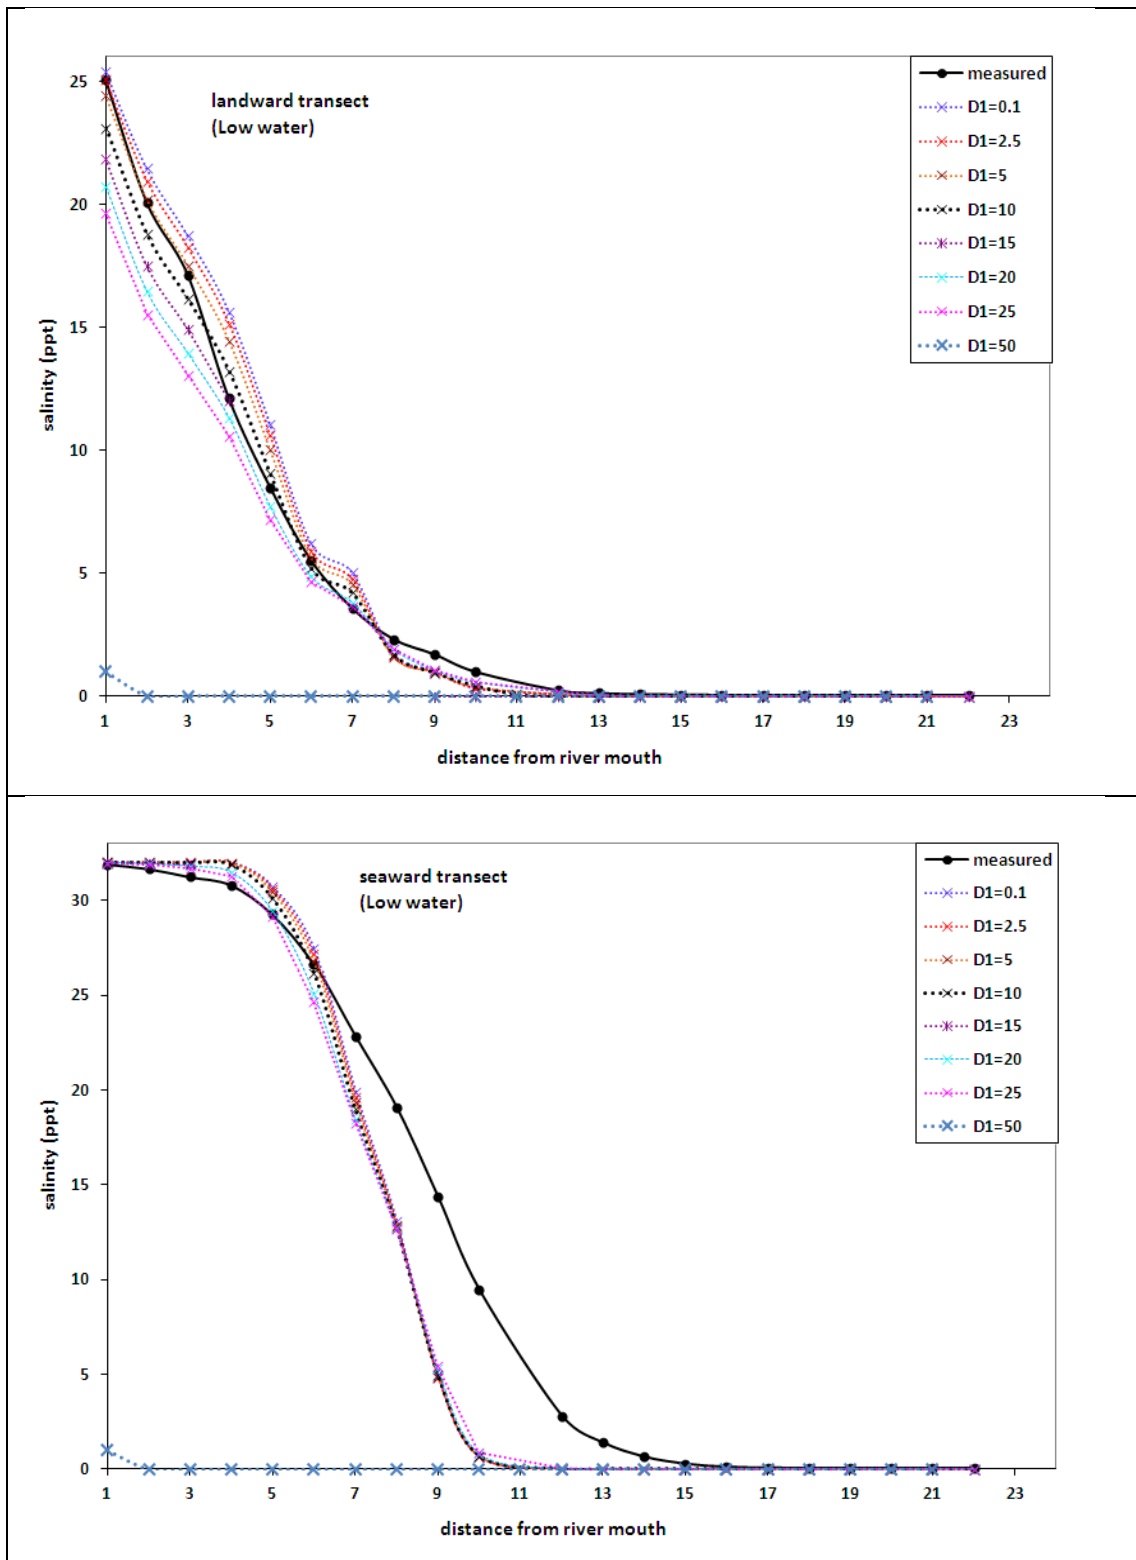 landward transect
(Low water)
measured
D1=0.1
D1=2.5
D1=5
D1=10
D1=15
D1=20
D1=25
D1=50
salinity (ppt)
25
20
15
10
5
0
1 3 5 7 9 11 13 15 17 19 21 23
distance from river mouth
seaward transect
(Low water)
measured
D1=0.1
D1=2.5
D1=5
D1=10
D1=15
D1=20
D1=25
D1=50
salinity (ppt)
30
25
20
15
10
5
0
1 3 5 7 9 11 13 15 17 19 21 23
distance from river mouth